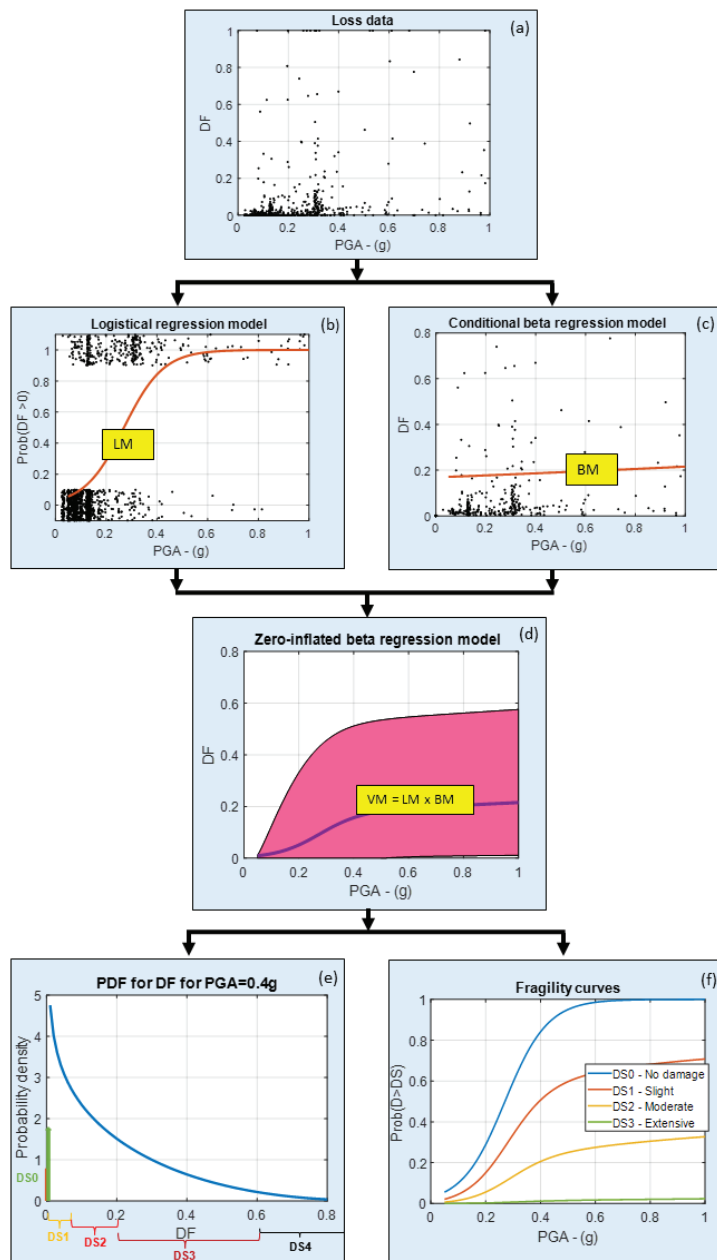 Loss data
(a)
1
0.8
0.6
0.4
0.2
0
DF
0
0.2
0.4
0.6
0.8
1
PGA - (g)
Logistical regression model
(b)
1
0.8
0.6
0.4
0.2
0
Prob(DF >0)
LM
0
0.2
0.4
0.6
0.8
1
PGA - (g)
Conditional beta regression model
(c)
0.8
0.6
0.4
0.2
0
DF
BM
0
0.2
0.4
0.6
0.8
1
PGA - (g)
Zero-inflated beta regression model
(d)
0.8
0.6
0.4
0.2
0
DF
VM = LM x BM
0
0.2
0.4
0.6
0.8
1
PGA - (g)
PDF for DF for PGA=0.4g
(e)
5
4
3
2
1
0
Probability density
DS0
0
0.2
0.4
0.6
0.8
DF
DS1
DS2
DS3
DS4
Fragility curves
(f)
1
0.8
0.6
0.4
0.2
0
Prob(D>DS)
DS0 - No damage
DS1 - Slight
DS2 - Moderate
DS3 - Extensive
0
0.2
0.4
0.6
0.8
1
PGA - (g)